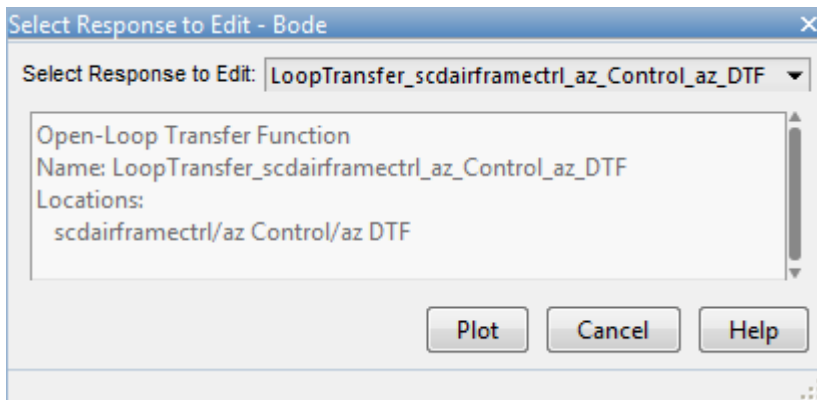 Select Response to Edit - Bode
Select Response to Edit: LoopTransfer_scdairframectrl_az_Control_az_DTF
Open-Loop Transfer Function
Name: LoopTransfer_scdairframectrl_az_Control_az_DTF
Locations:
scdairframectrl/az Control/az DTF
Plot Cancel Help